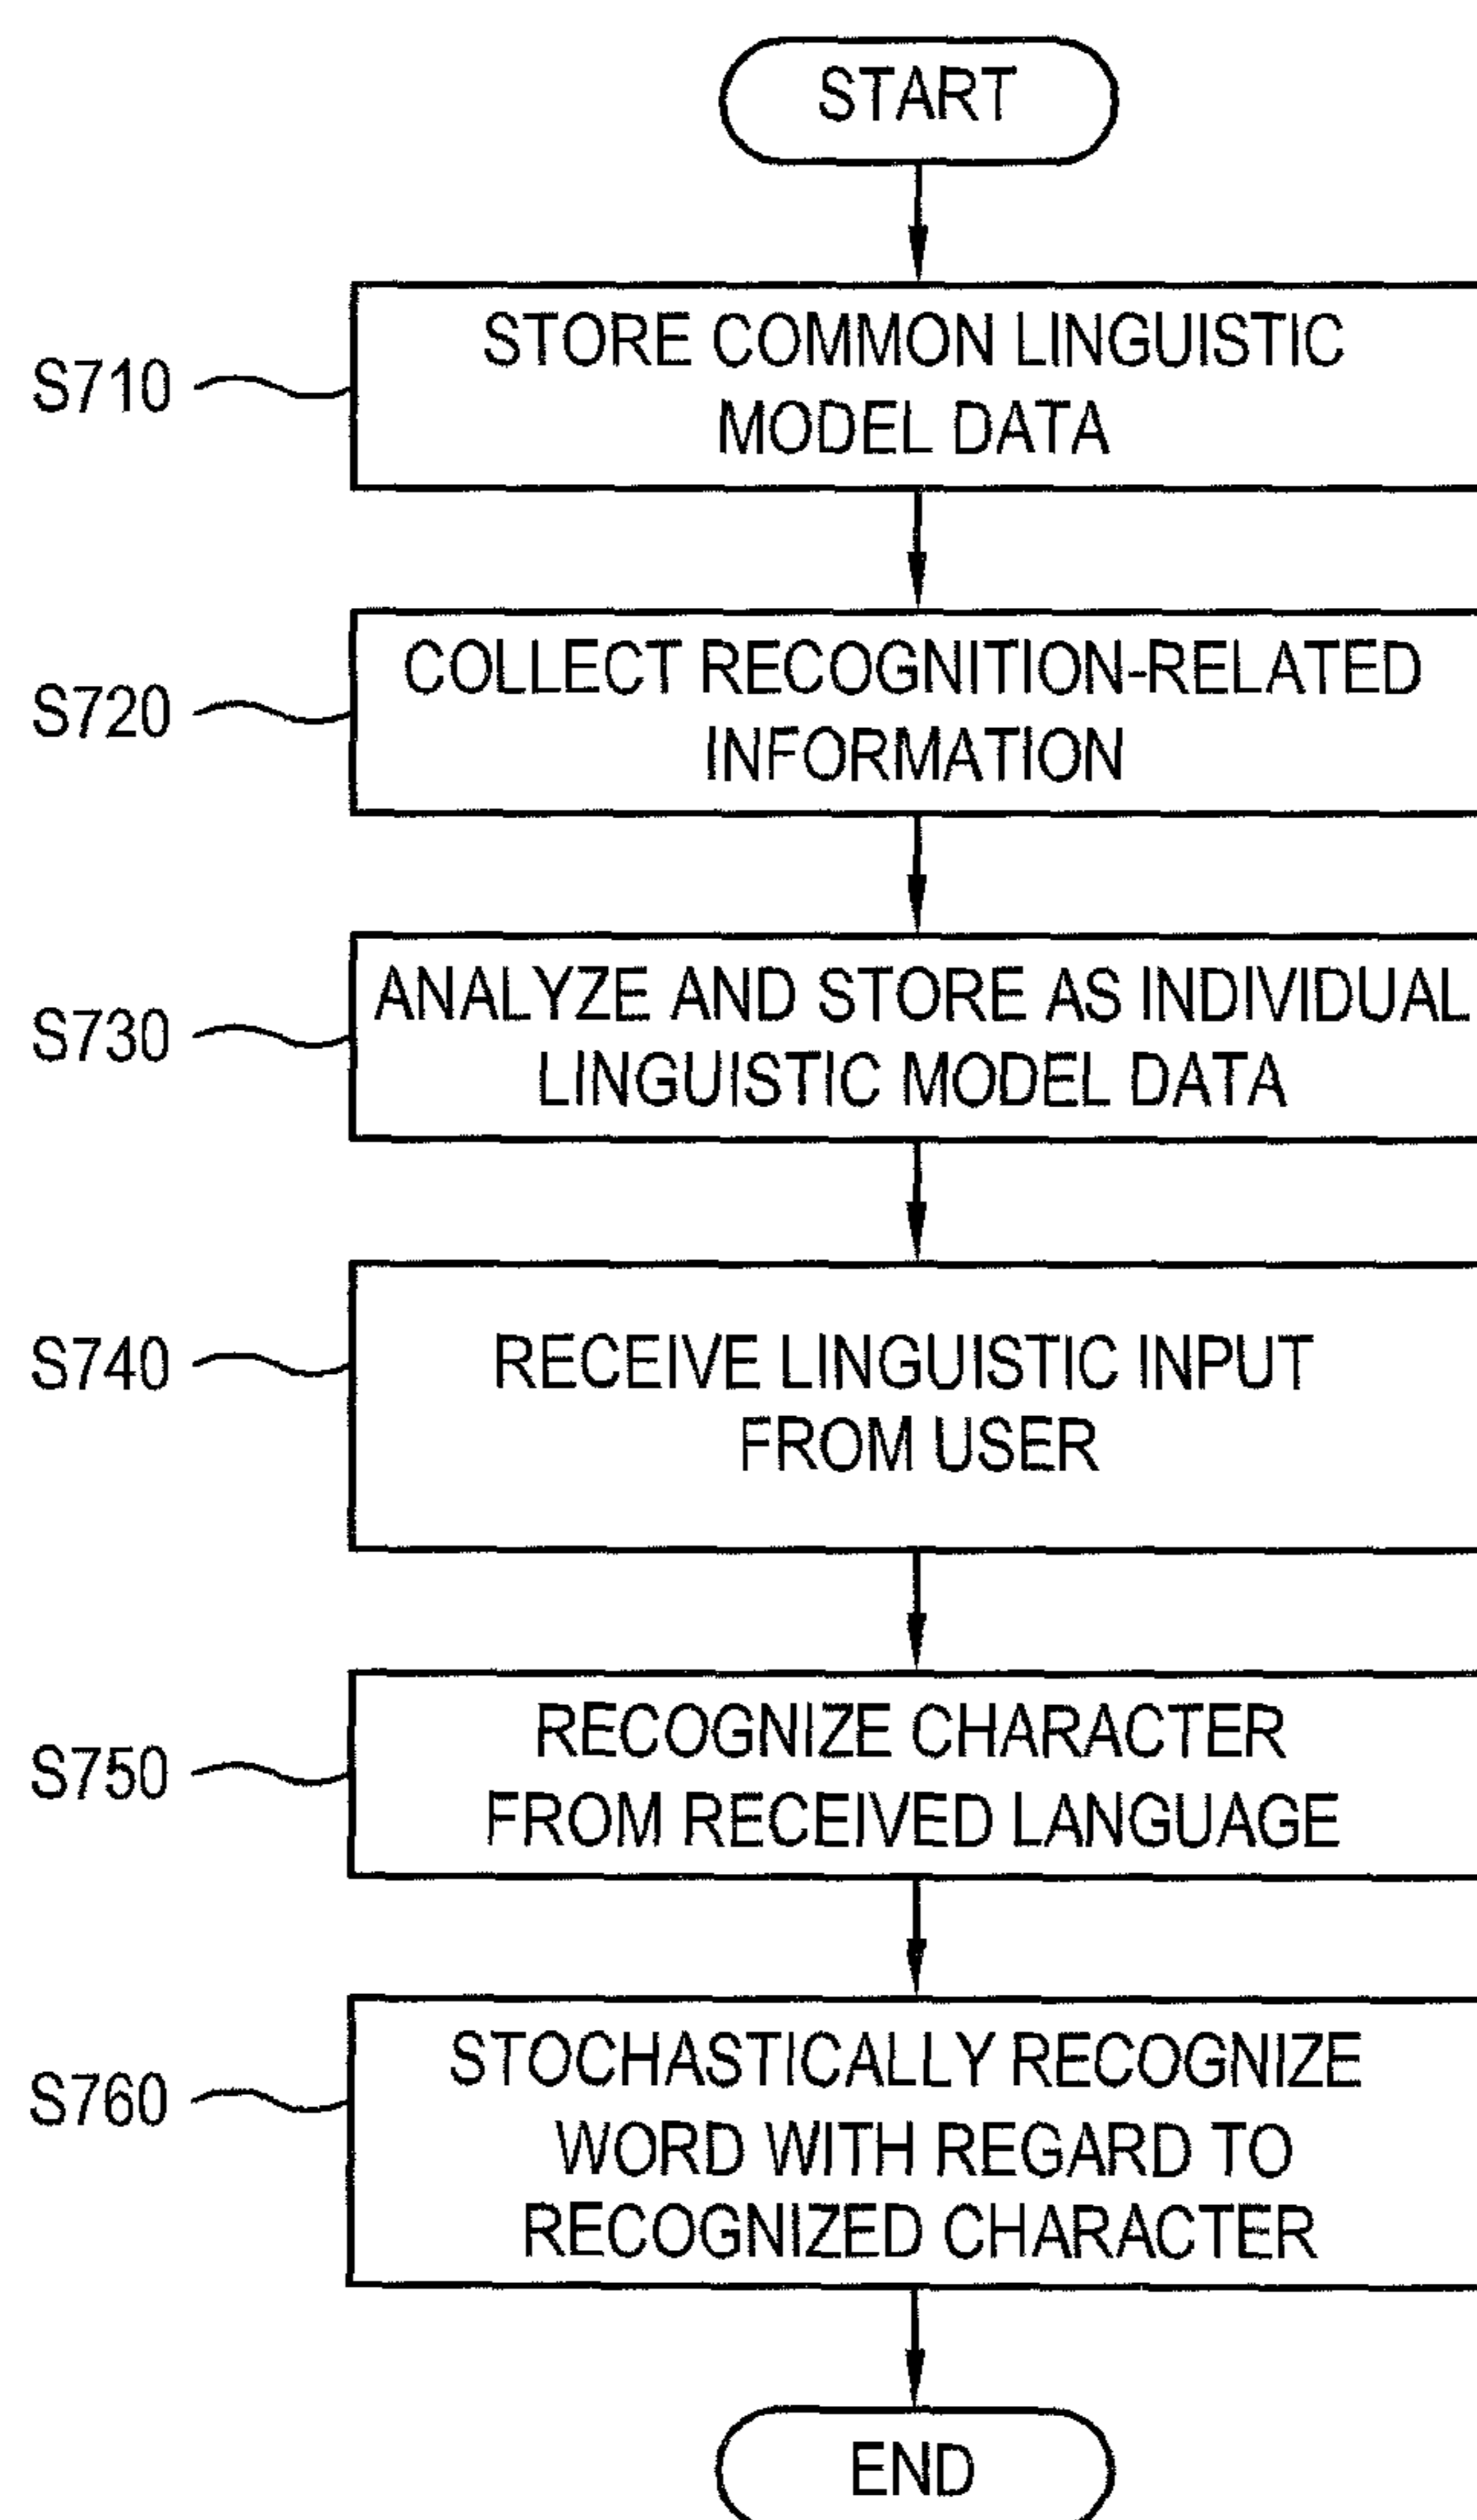 START
S710
STORE COMMON LINGUISTIC
MODEL DATA
S720
COLLECT RECOGNITION-RELATED
INFORMATION
S730
ANALYZE AND STORE AS INDIVIDUAL
LINGUISTIC MODEL DATA
S740
RECEIVE LINGUISTIC INPUT
FROM USER
S750
RECOGNIZE CHARACTER
FROM RECEIVED LANGUAGE
S760
STOCHASTICALLY RECOGNIZE
WORD WITH REGARD TO
RECOGNIZED CHARACTER
END